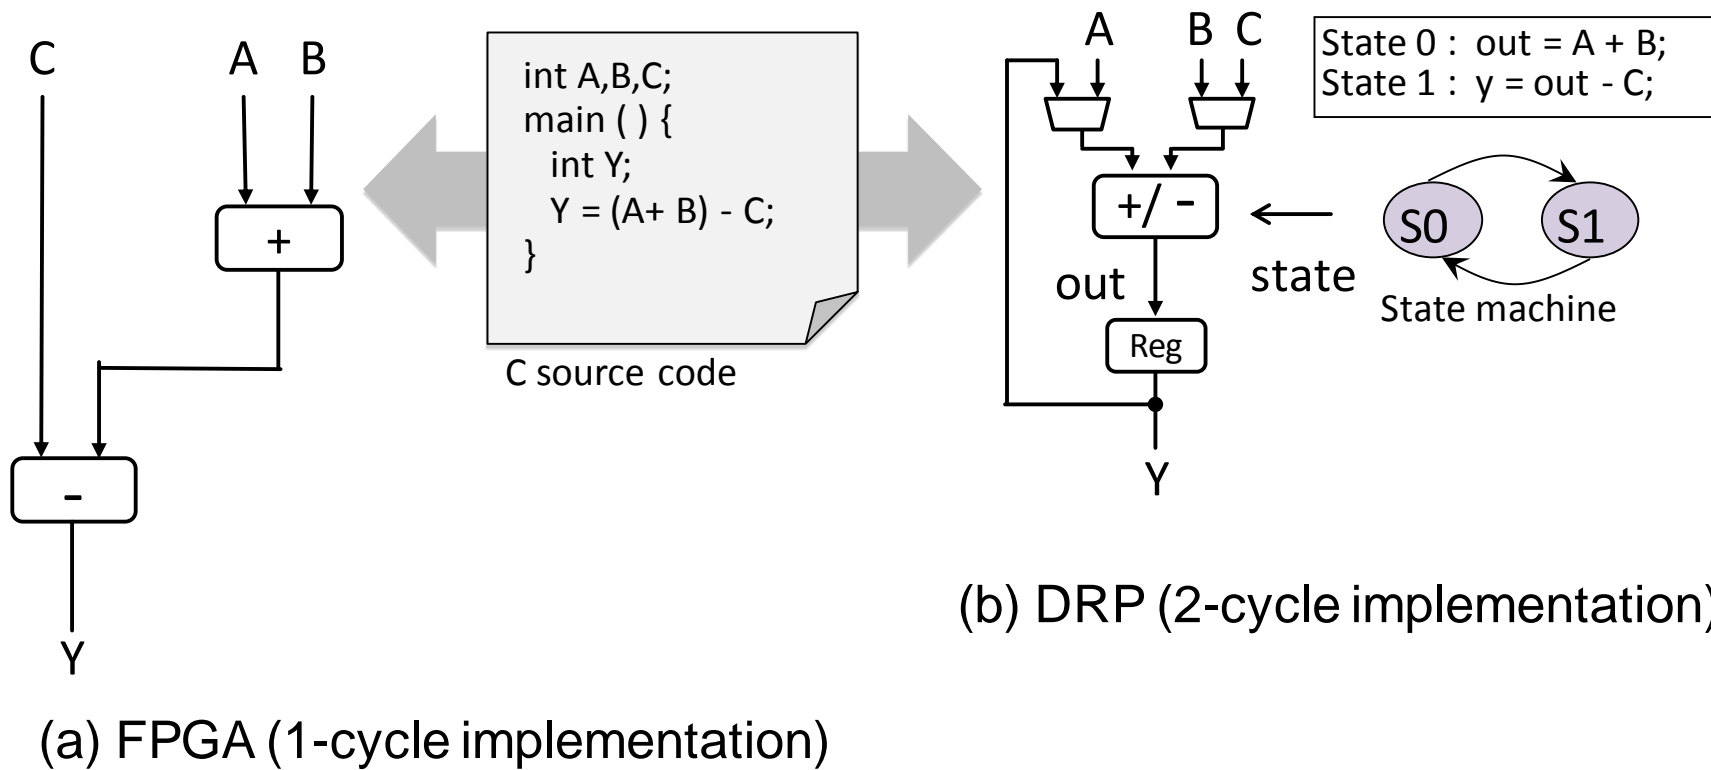 C
A B
+
-
Y
(a) FPGA (1-cycle implementation)
int A,B,C;
main ( ) {
int Y;
Y = (A+ B) - C;
}
C source code
A B C
+/ -
out
Reg
Y
state
State 0 : out = A + B;
State 1 : y = out - C;
S0 S1
State machine
(b) DRP (2-cycle implementation)